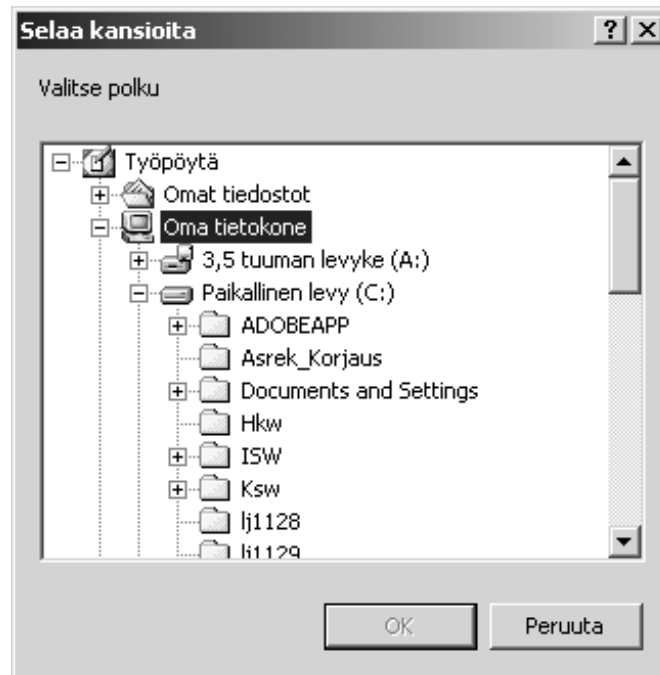 Selaa kansioita
Valitse polku
Työpöytä
Omat tiedostot
Oma tietokone
3,5 tuuman levyke (A:)
Paikallinen levy (C:)
ADOBEAPP
Asrek_Korjaus
Documents and Settings
Hkw
ISW
Ksw
lj1128
lj1129
OK
Peruuta